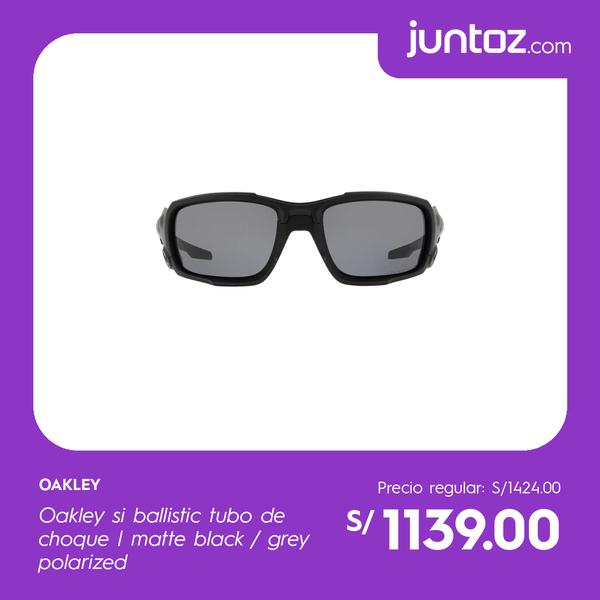 juntoz.com
OAKLEY
Oakley si ballistic tubo de
choque | matte black / grey
polarized
Precio regular: S/1424.00
S/1139.00